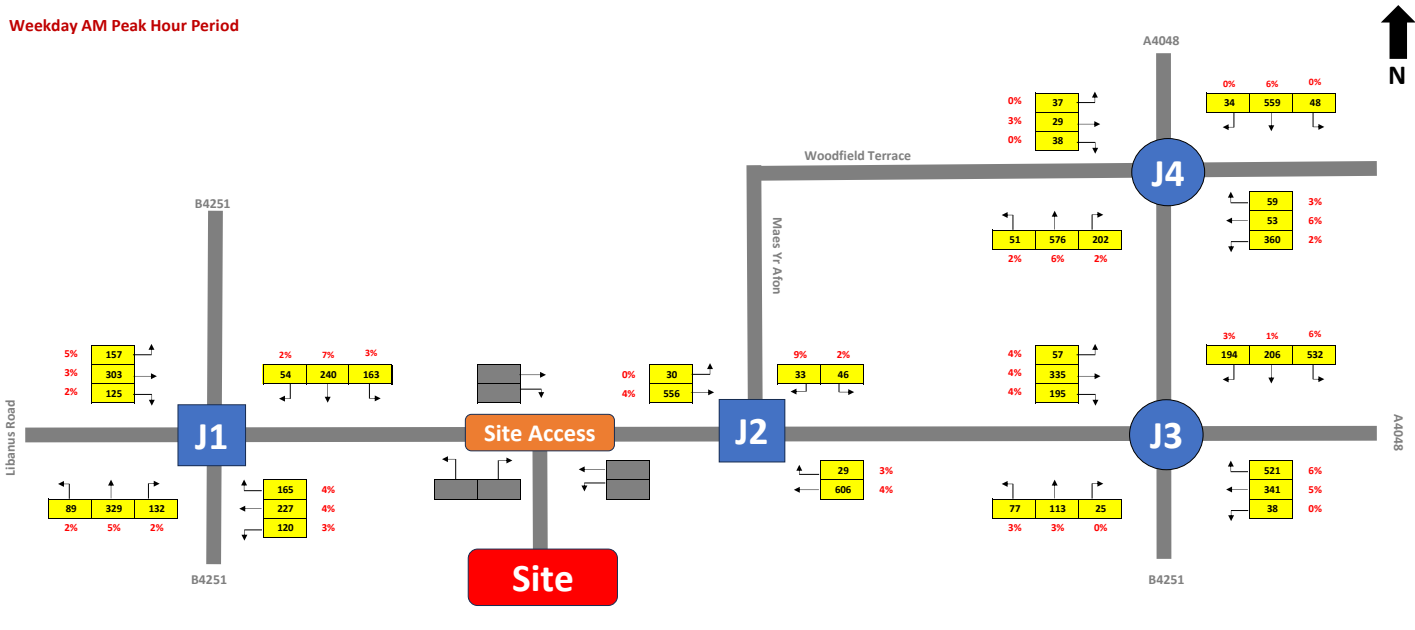 Weekday AM Peak Hour Period
N
A4048
0% 6% 0%
34 559 48
0% 37
3% 29
0% 38
Woodfield Terrace
J4
59 3%
53 6%
360 2%
51 576 202
2% 6% 2%
B4251
Maes Yr Afon
5% 157
3% 303
2% 125
2% 7% 3%
54 240 163
0% 30
4% 556
9% 2%
33 46
4% 57
4% 335
4% 195
3% 1% 6%
194 206 532
Libanus Road
J1
Site Access
J2
J3
A4048
89 329 132
2% 5% 2%
165 4%
227 4%
120 3%
29 3%
606 4%
77 113 25
3% 3% 0%
521 6%
341 5%
38 0%
B4251
Site
B4251